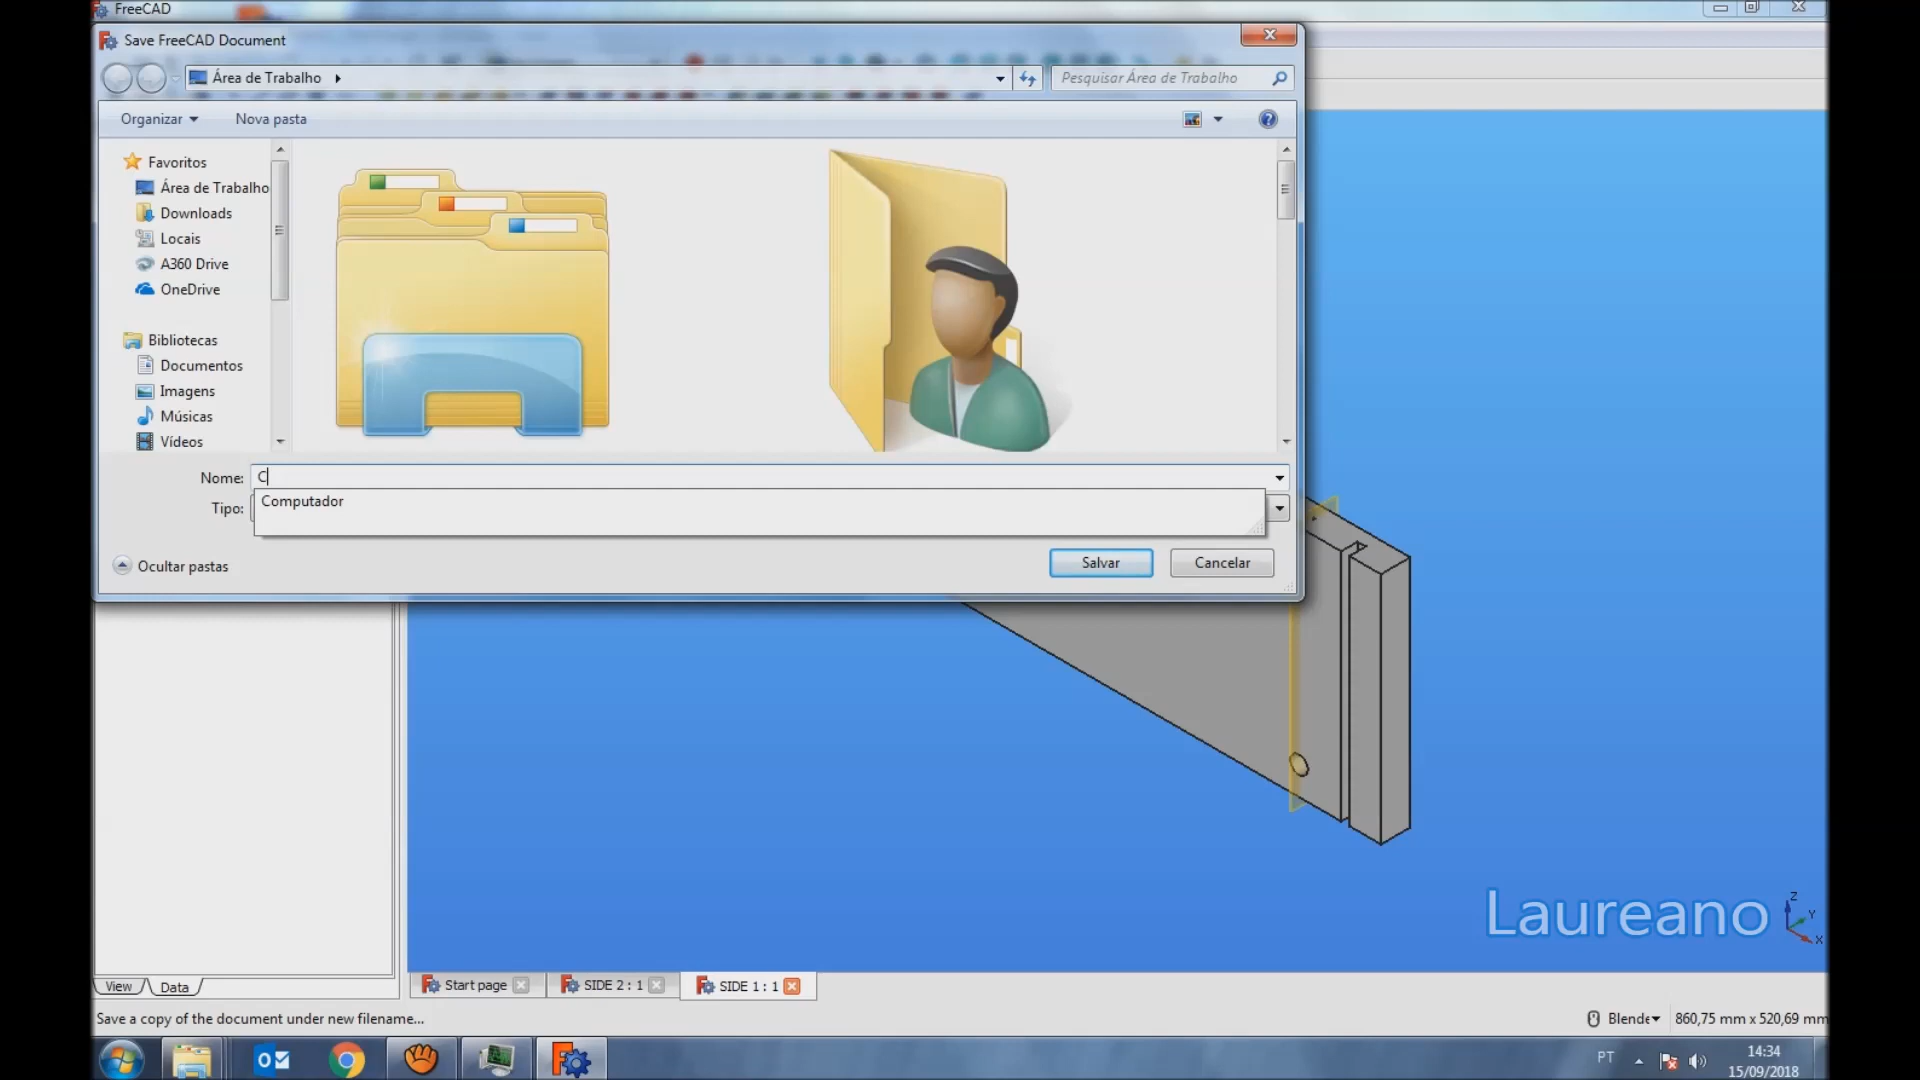 FreeCAD
Save FreeCAD Document
Área de Trabalho
Pesquisar Área de Trabalho
Organizar
Nova pasta
Favoritos
Área de Trabalho
Downloads
Locais
A360 Drive
OneDrive
Bibliotecas
Documentos
Imagens
Músicas
Vídeos
Nome: C
Computador
Tipo:
Ocultar pastas
Salvar
Cancelar
Laureano
Z
Y
X
View
Data
Start page
SIDE 2 : 1
SIDE 1 : 1
Save a copy of the document under new filename...
Blende
860,75 mm x 520,69 mm
PT
14:34
15/09/2018